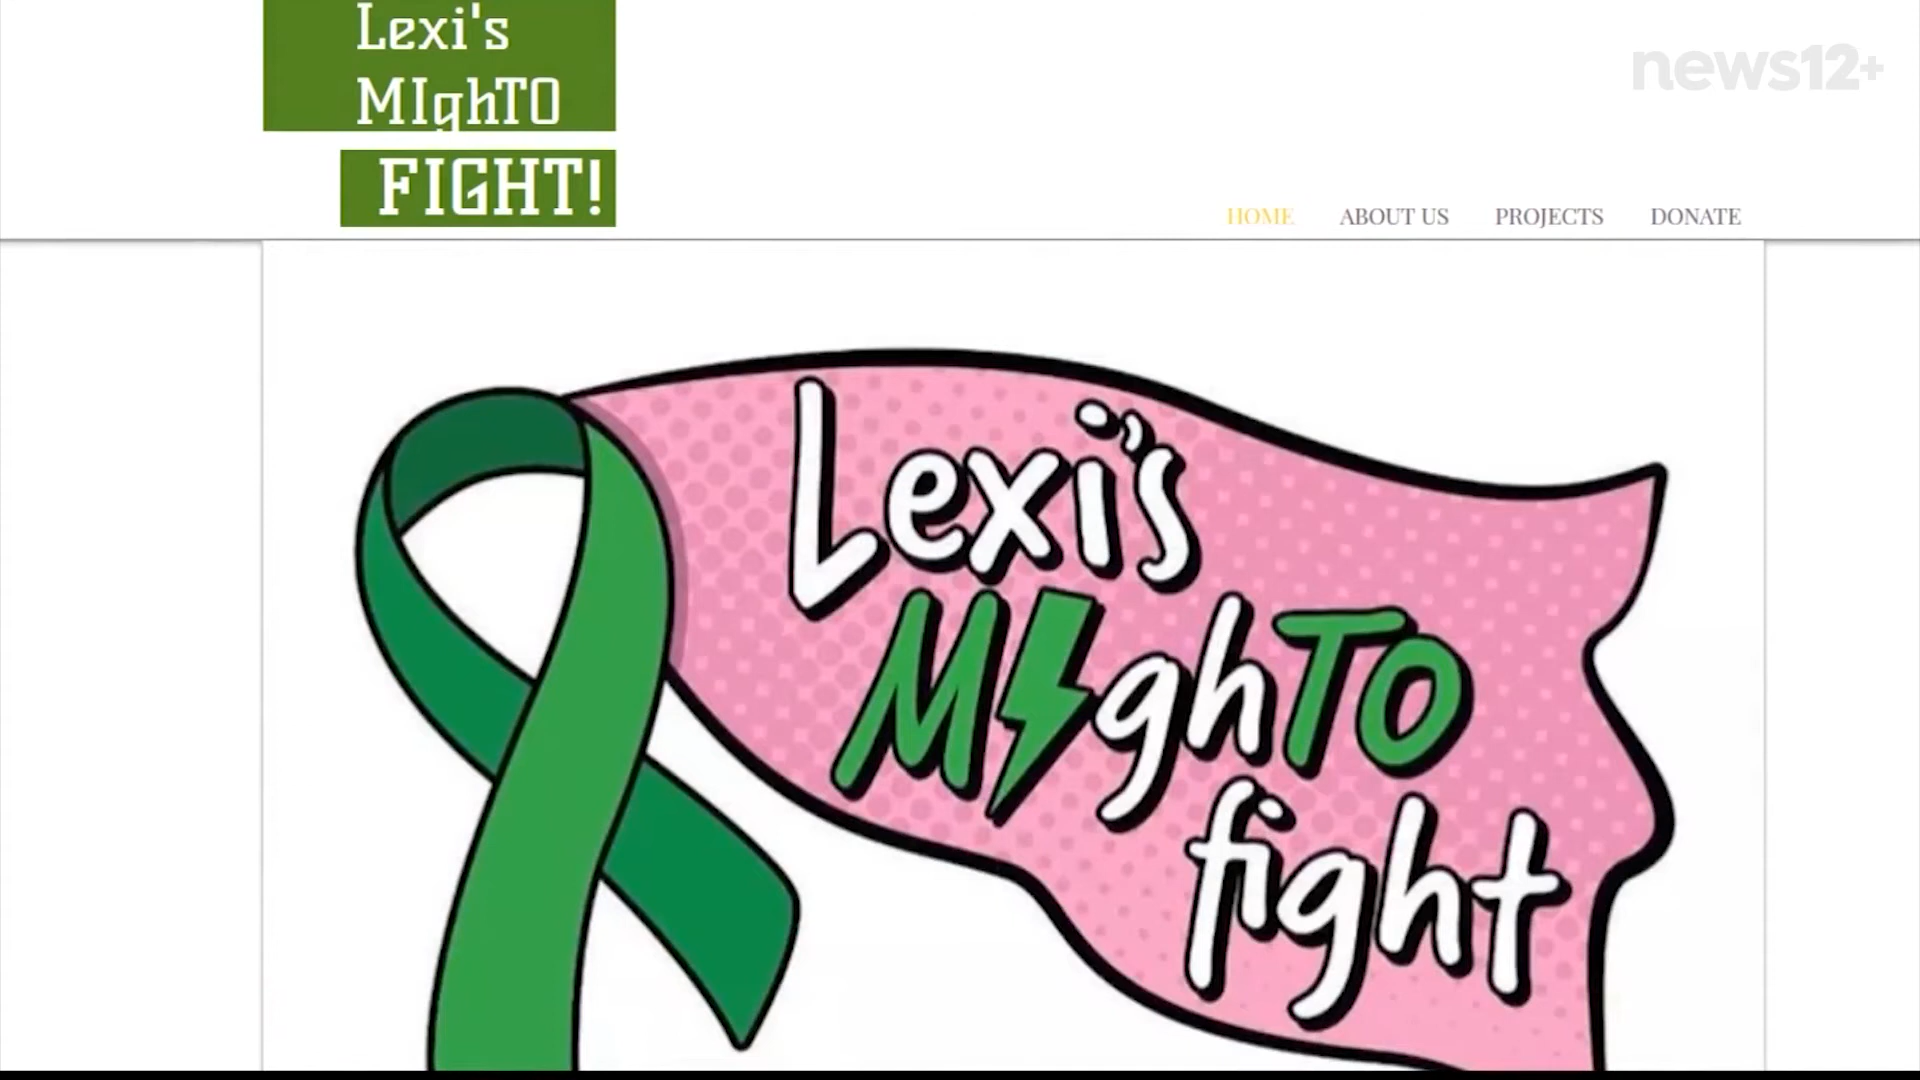 Lexi's
MIghTO
FIGHT!
news12+
HOME ABOUT US PROJECTS DONATE
Lexi's
MIghTO
fight